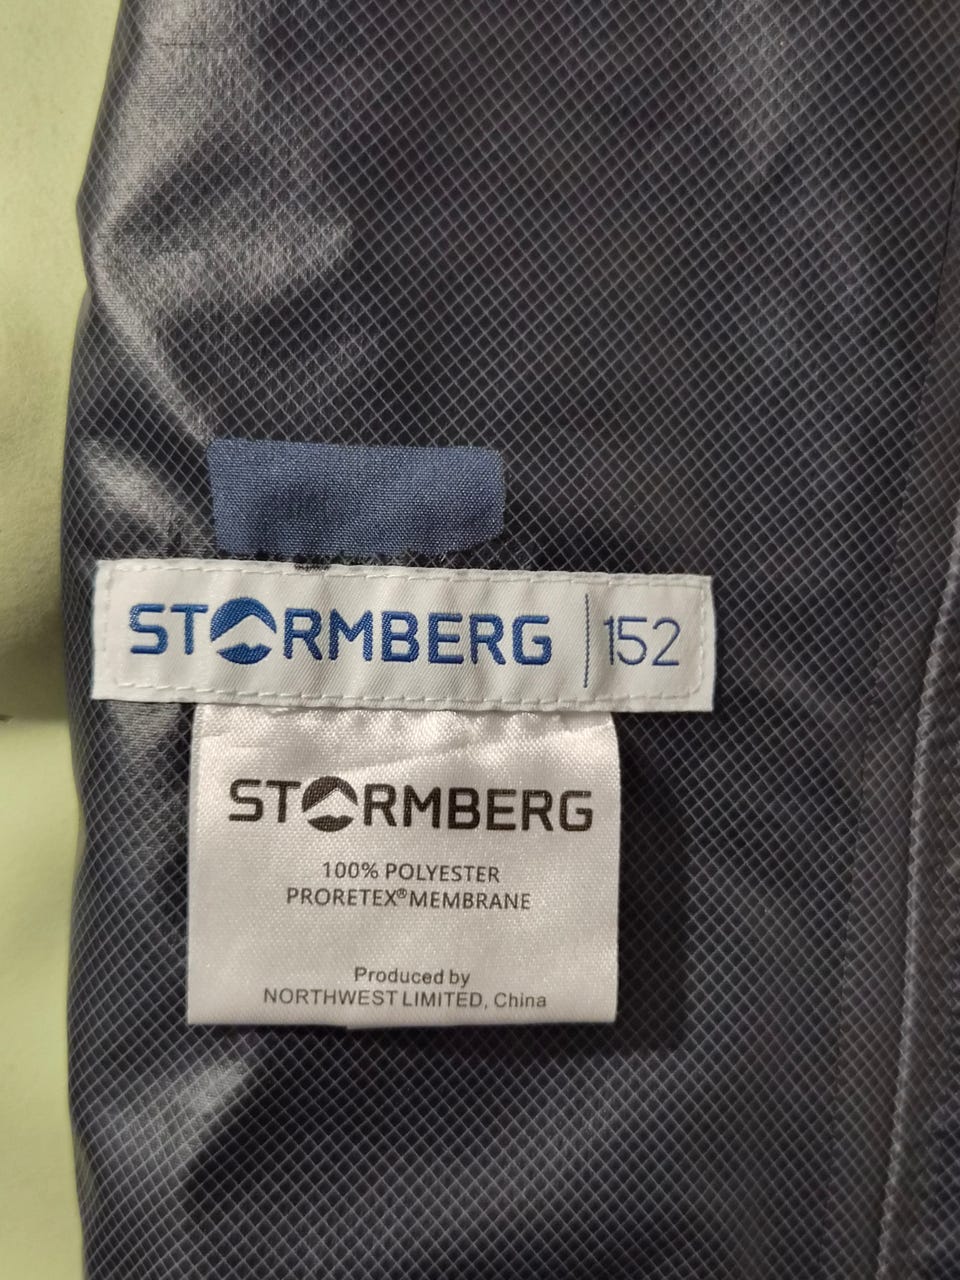 STORMBERG 152
STORMBERG
100% POLYESTER
PRORETEX® MEMBRANE
Produced by
NORTHWEST LIMITED, China